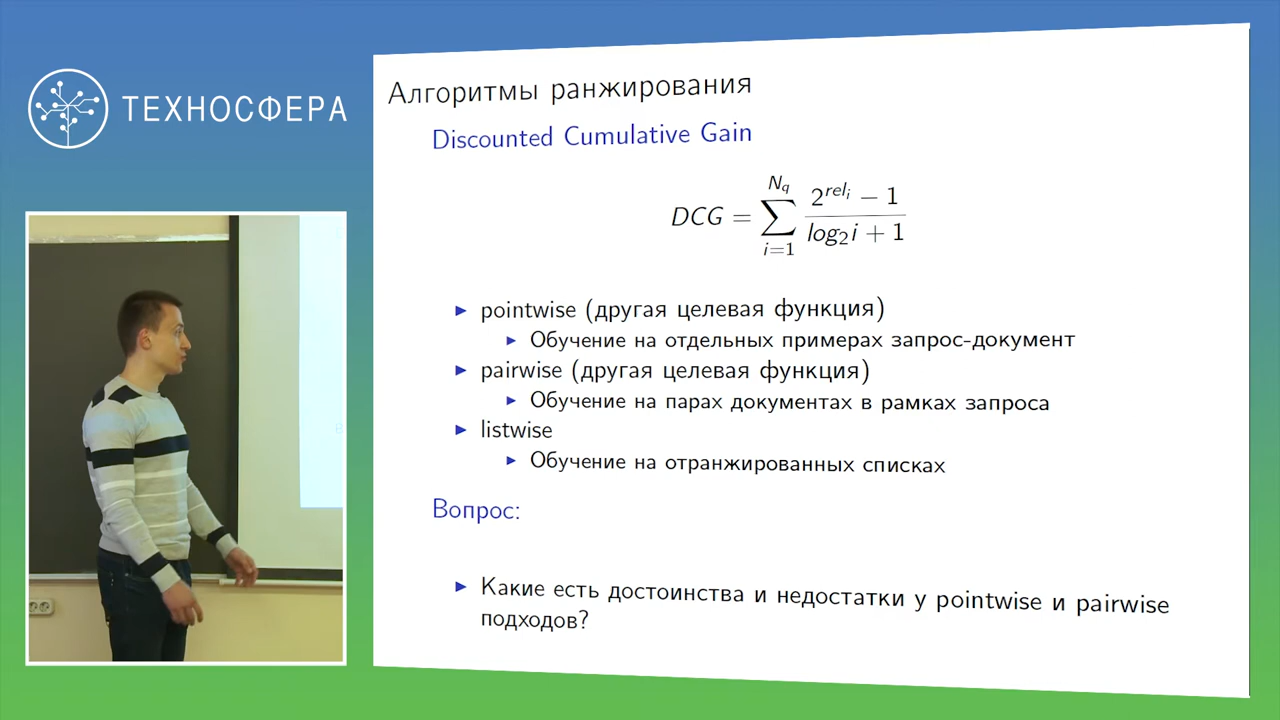 ТЕХНОСФЕРА
Алгоритмы ранжирования
Discounted Cumulative Gain
DCG = \sum_{i=1}^{N_q} \frac{2^{rel_i} - 1}{log_2 i + 1}
► pointwise (другая целевая функция)
► Обучение на отдельных примерах запрос-документ
► pairwise (другая целевая функция)
► Обучение на парах документах в рамках запроса
► listwise
► Обучение на отранжированных списках
Вопрос:
► Какие есть достоинства и недостатки у pointwise и pairwise
подходов?